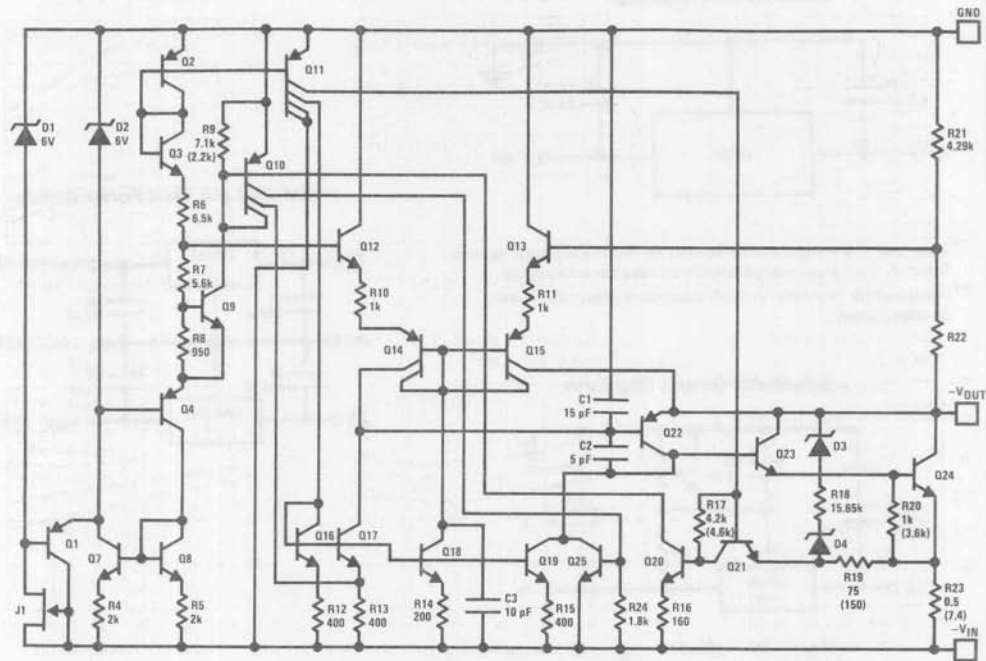 GND
Q2
Q11
D1
6V
D2
6V
R9
7.1k
(2.2k)
Q3
Q10
R21
4.29k
R6
6.5k
Q12
Q13
R7
5.6k
Q9
R10
1k
R11
1k
R8
950
R22
Q14
Q15
Q4
C1
15 pF
-VOUT
Q22
C2
5 pF
Q23
D3
Q24
R17
4.2k
(4.6k)
R18
15.65k
R20
1k
(3.6k)
Q1
Q7
Q8
Q16
Q17
Q18
Q19
Q25
Q20
Q21
D4
R19
75
(150)
R23
0.5
(7.4)
J1
R4
2k
R5
2k
R12
400
R13
400
R14
200
C3
10 pF
R15
400
R24
1.8k
R16
160
-VIN